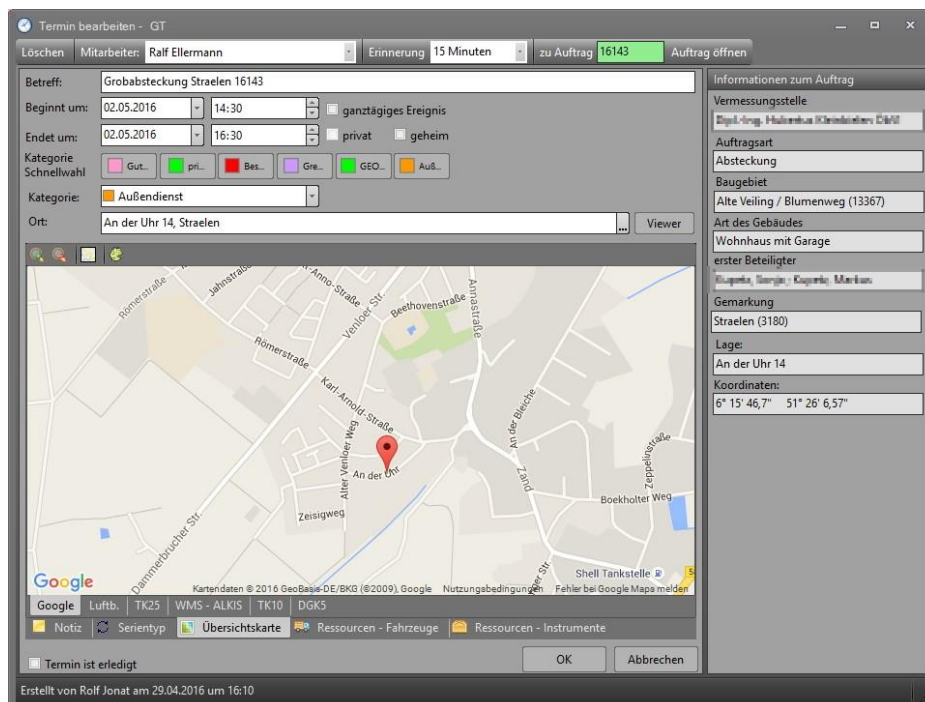 Termin bearbeiten - GT
Löschen Mitarbeiter: Ralf Ellermann Erinnerung 15 Minuten zu Auftrag 16143 Auftrag öffnen
Betreff: Grobabsteckung Straelen 16143
Beginnt um: 02.05.2016 14:30 ganztägiges Ereignis
Endet um: 02.05.2016 16:30 privat geheim
Kategorie Schnellwahl Gut... pri... Bes... Gre... GEO... Auß...
Kategorie: Außendienst
Ort: An der Uhr 14, Straelen ... Viewer
Römerstraße
Jahnstraße
Anno-Straße
Venloer Str.
Beethovenstraße
Annastraße
Römerstraße
Karl-Arnold-Straße
An der Bleiche
Alter Venloer Weg
An der Uhr
Zand
Zeppelinstraße
Boekholter Weg
Zeisigweg
Dammerbrucher Str.
Shell Tankstelle
Google
Kartendaten © 2016 GeoBasis-DE/BKG (©2009), Google Nutzungsbedingungen Fehler bei Google Maps melden
Google Luftb. TK25 WMS - ALKIS TK10 DGK5
Notiz Serientyp Übersichtskarte Ressourcen - Fahrzeuge Ressourcen - Instrumente
Termin ist erledigt OK Abbrechen
Informationen zum Auftrag
Vermessungsstelle
Auftragsart
Absteckung
Baugebiet
Alte Veiling / Blumenweg (13367)
Art des Gebäudes
Wohnhaus mit Garage
erster Beteiligter
Gemarkung
Straelen (3180)
Lage:
An der Uhr 14
Koordinaten:
6° 15' 46,7" 51° 26' 6,57"
Erstellt von Rolf Jonat am 29.04.2016 um 16:10